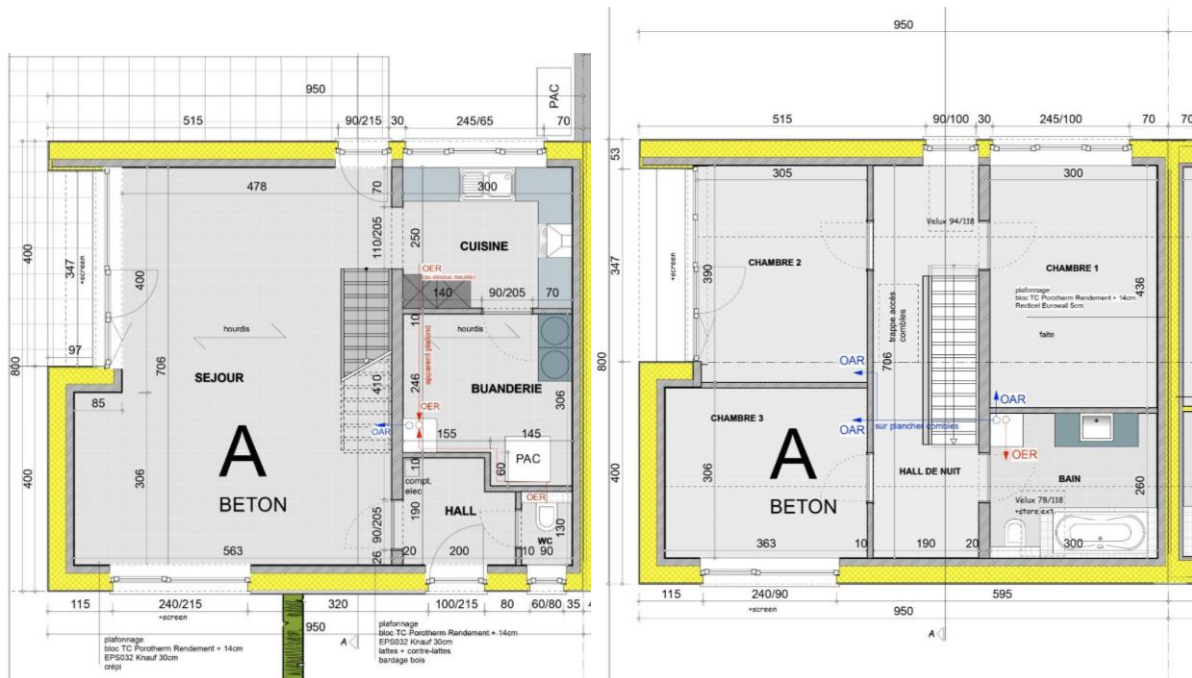 950
515
90/215
30
245/65
70
PAC
478
70
300
110/205
250
CUISINE
400
347
+screen
400
OER
au dessus meubles
140
90/205
70
10
hourdis
hourdis
apparent plafond
97
800
706
SEJOUR
410
246
BUANDERIE
306
85
OER
OAR
155
145
A
BETON
PAC
60
10
compt.
elec
400
306
190
HALL
OER
130
WC
90/205
26
563
20
200
10
90
115
240/215
+screen
320
100/215
80
60/80
35
950
A
plafonnage
bloc TC Porotherm Rendement + 14cm
EPS032 Knauf 30cm
crépi
plafonnage
bloc TC Porotherm Rendement + 14cm
EPS032 Knauf 30cm
lattes + contre-lattes
bardage bois
950
515
90/100
30
245/100
70
70
53
305
300
Velux 94/118
347
+screen
390
CHAMBRE 2
CHAMBRE 1
plafonnage
bloc TC Porotherm Rendement + 14cm
Recticel Eurowall 5cm
436
trappe accès
combles
faîte
800
706
OAR
OAR
CHAMBRE 3
OAR
sur plancher combles
400
306
A
BETON
HALL DE NUIT
OER
BAIN
260
Velux 78/118
+store ext.
363
10
190
20
300
115
240/90
+screen
595
950
A